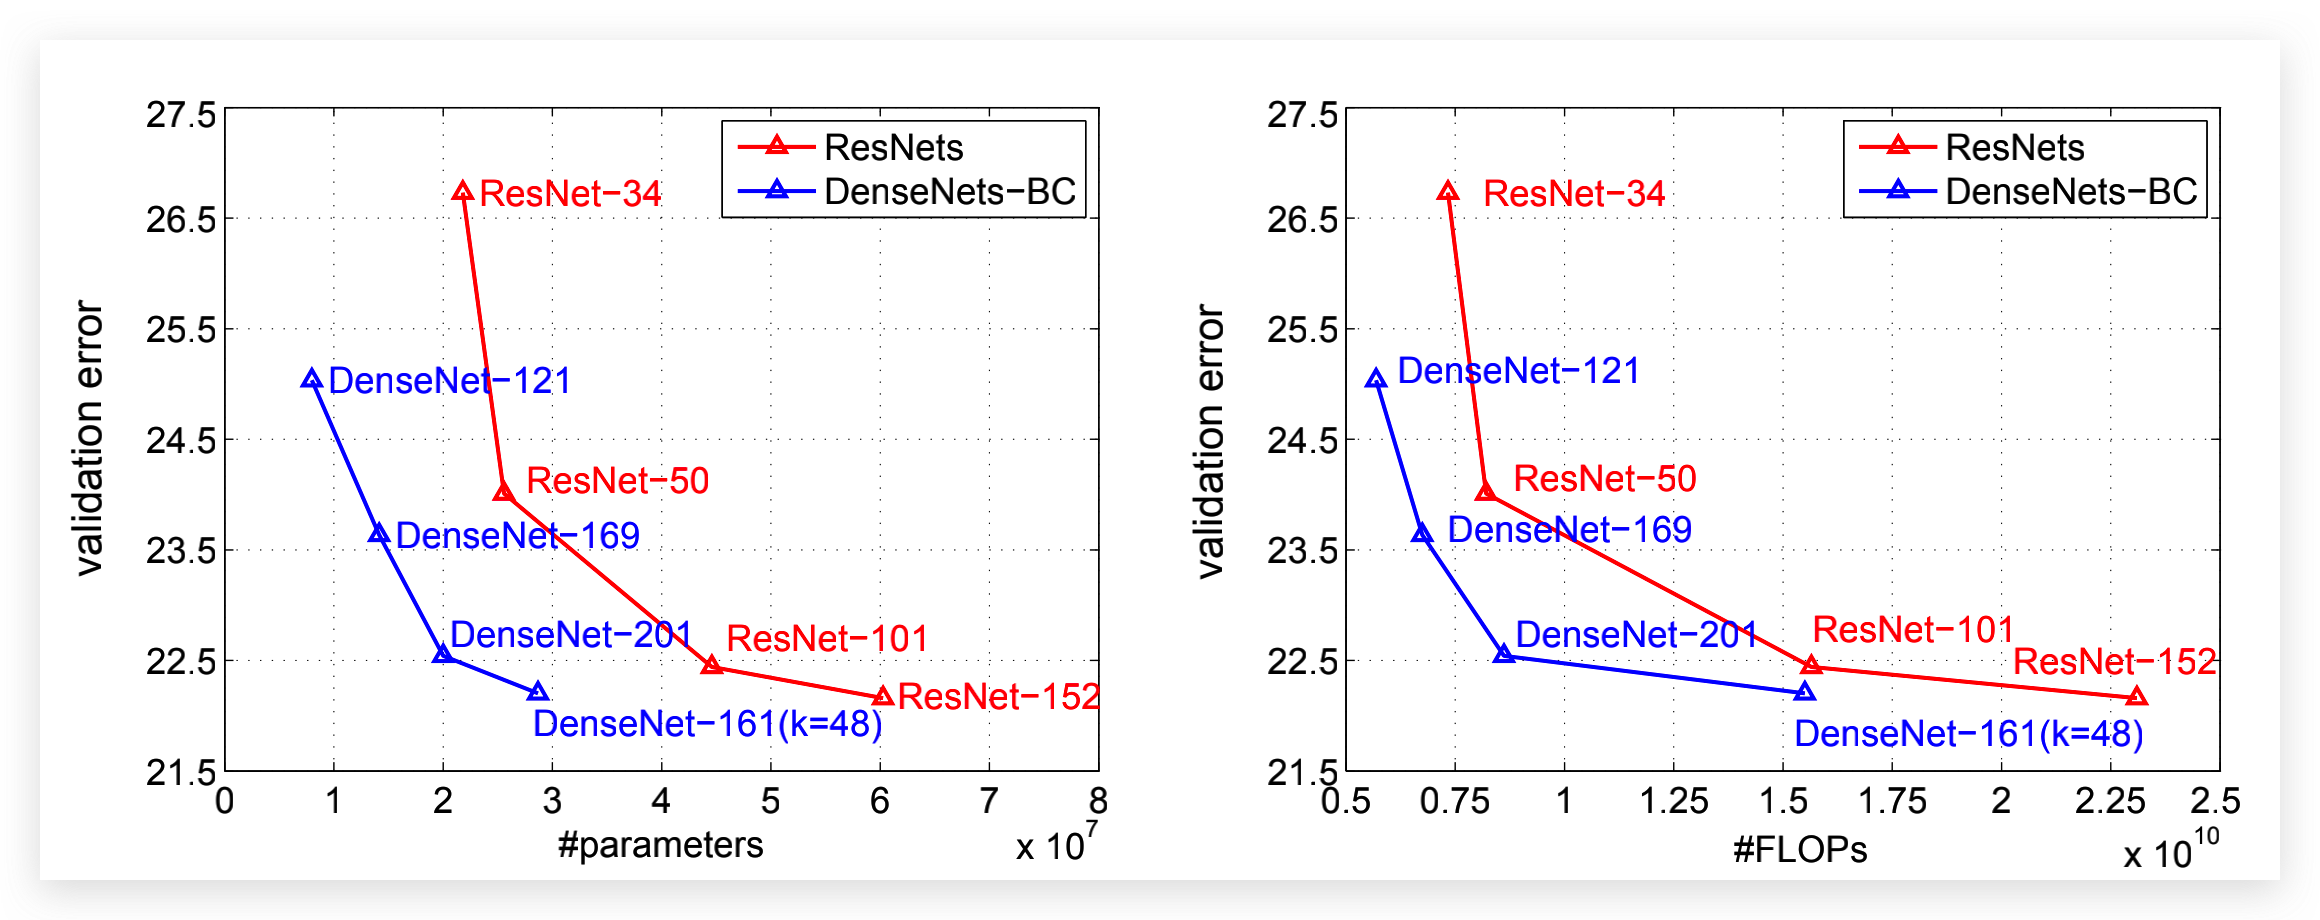 27.5
26.5
25.5
24.5
23.5
22.5
21.5
validation error
ResNets
DenseNets−BC
ResNet−34
DenseNet−121
ResNet−50
DenseNet−169
DenseNet−201
ResNet−101
ResNet−152
DenseNet−161(k=48)
0 1 2 3 4 5 6 7 8
#parameters
x 10^7
27.5
26.5
25.5
24.5
23.5
22.5
21.5
validation error
ResNets
DenseNets−BC
ResNet−34
DenseNet−121
ResNet−50
DenseNet−169
DenseNet−201
ResNet−101
ResNet−152
DenseNet−161(k=48)
0.5 0.75 1 1.25 1.5 1.75 2 2.25 2.5
#FLOPs
x 10^10